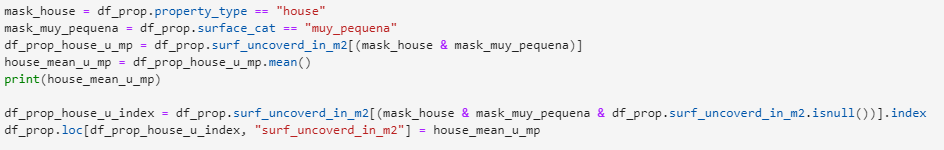 mask_house = df_prop.property_type == "house"
mask_muy_pequena = df_prop.surface_cat == "muy_pequena"
df_prop_house_u_mp = df_prop.surf_uncoverd_in_m2[(mask_house & mask_muy_pequena)]
house_mean_u_mp = df_prop_house_u_mp.mean()
print(house_mean_u_mp)

df_prop_house_u_index = df_prop.surf_uncoverd_in_m2[(mask_house & mask_muy_pequena & df_prop.surf_uncoverd_in_m2.isnull())].index
df_prop.loc[df_prop_house_u_index, "surf_uncoverd_in_m2"] = house_mean_u_mp